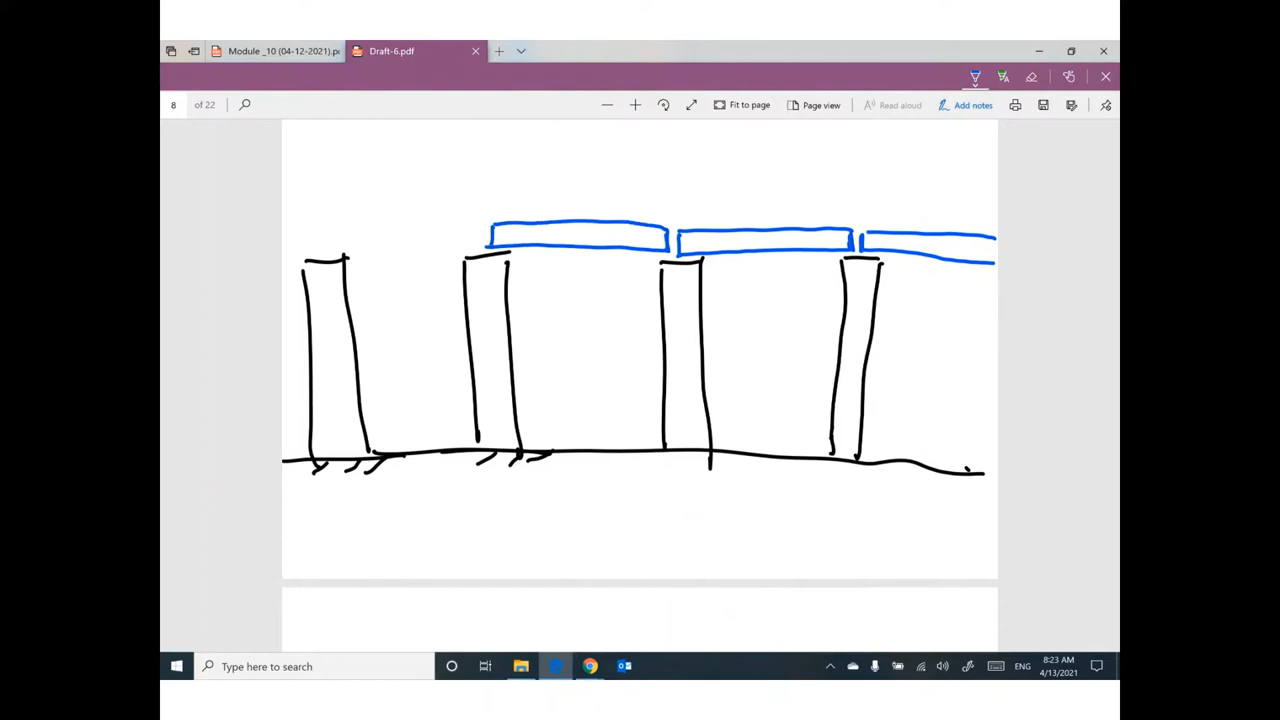 Module _10 (04-12-2021).p
Draft-6.pdf
8 of 22
Fit to page
Page view
Read aloud
Add notes
Type here to search
ENG
8:23 AM
4/13/2021